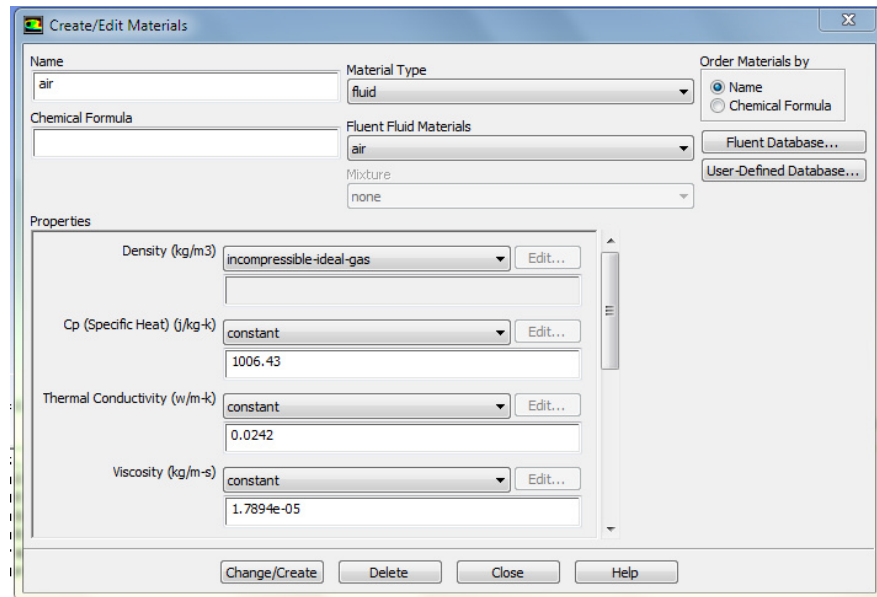 Create/Edit Materials
Name
air
Chemical Formula
Material Type
fluid
Fluent Fluid Materials
air
Mixture
none
Order Materials by
Name
Chemical Formula
Fluent Database...
User-Defined Database...
Properties
Density (kg/m3)
incompressible-ideal-gas
Edit...
Cp (Specific Heat) (j/kg-k)
constant
Edit...
1006.43
Thermal Conductivity (w/m-k)
constant
Edit...
0.0242
Viscosity (kg/m-s)
constant
Edit...
1.7894e-05
Change/Create
Delete
Close
Help